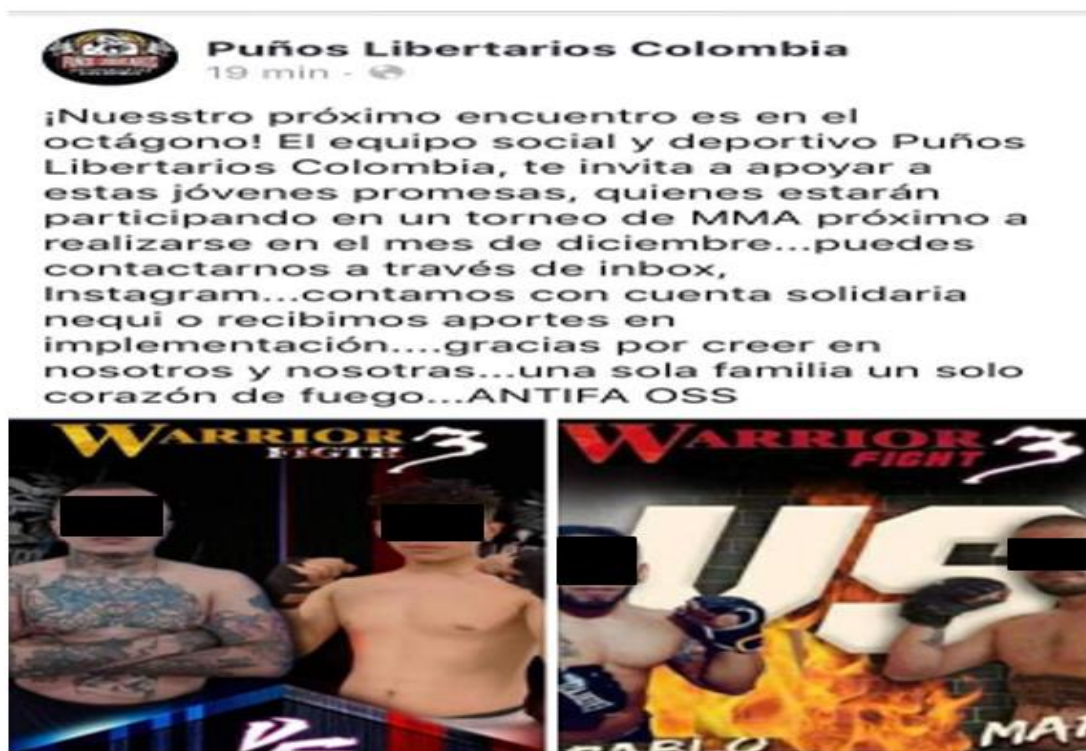 Puños Libertarios Colombia
19 min -
¡Nuesstro próximo encuentro es en el
octágono! El equipo social y deportivo Puños
Libertarios Colombia, te invita a apoyar a
estas jóvenes promesas, quienes estarán
participando en un torneo de MMA próximo a
realizarse en el mes de diciembre...puedes
contactarnos a través de inbox,
Instagram...contamos con cuenta solidaria
nequi o recibimos aportes en
implementación....gracias por creer en
nosotros y nosotras...una sola familia un solo
corazón de fuego...ANTIFA OSS
WARRIOR 3
VS
WARRIOR 3
FIGHT
VS
PABLO